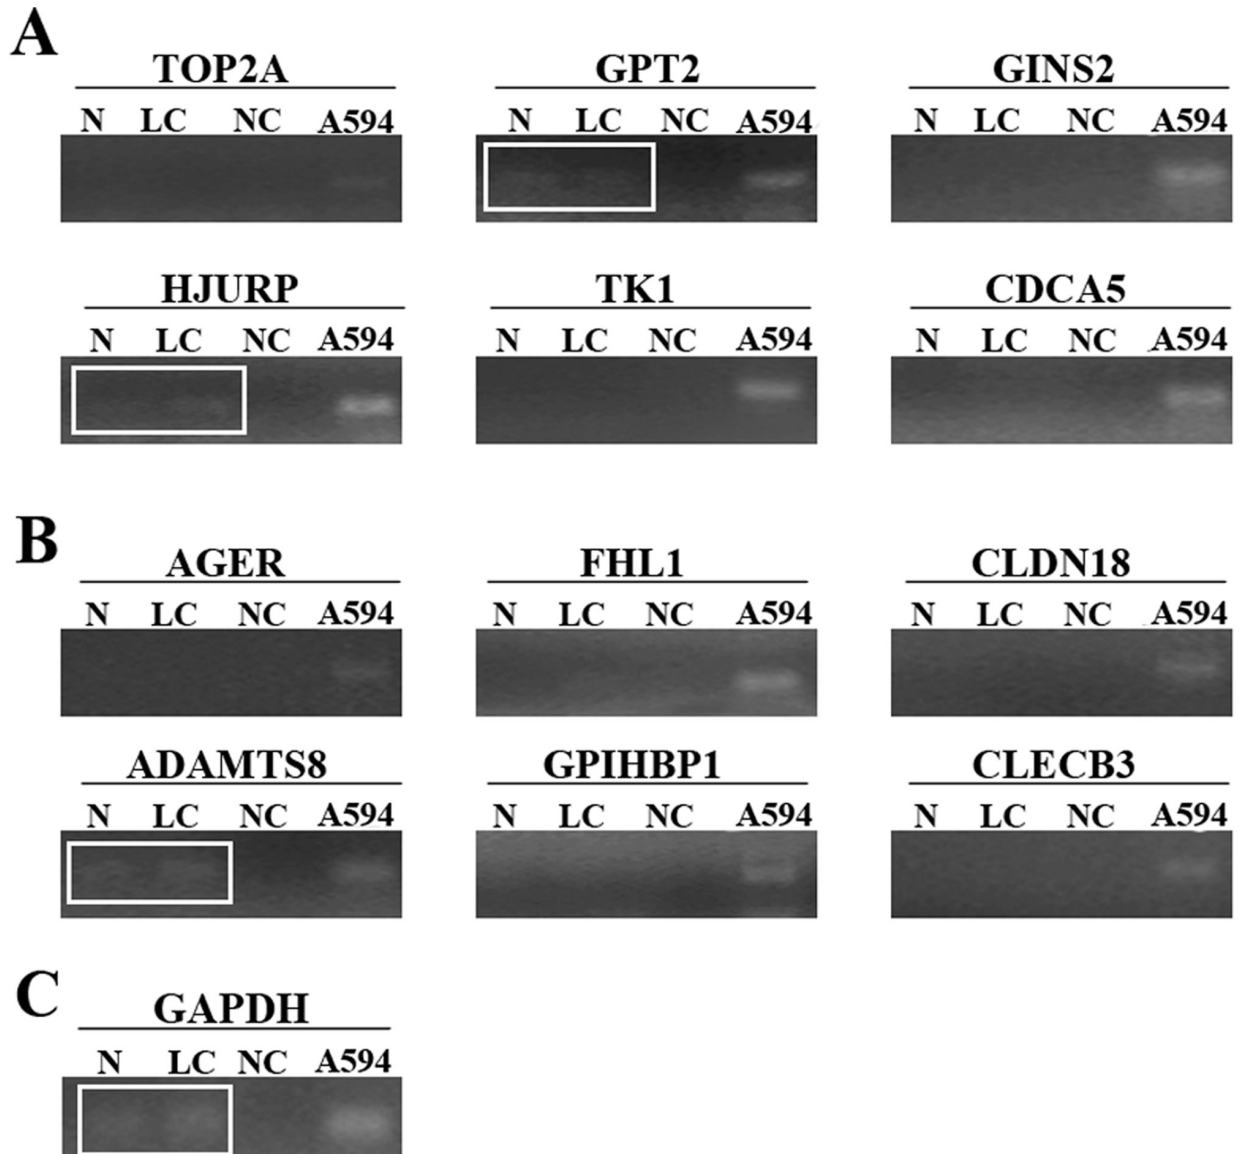 A
TOP2A GPT2 GINS2
N LC NC A594 N LC NC A594 N LC NC A594
HJURP TK1 CDCA5
N LC NC A594 N LC NC A594 N LC NC A594
B
AGER FHL1 CLDN18
N LC NC A594 N LC NC A594 N LC NC A594
ADAMTS8 GPIHBP1 CLECB3
N LC NC A594 N LC NC A594 N LC NC A594
C
GAPDH
N LC NC A594